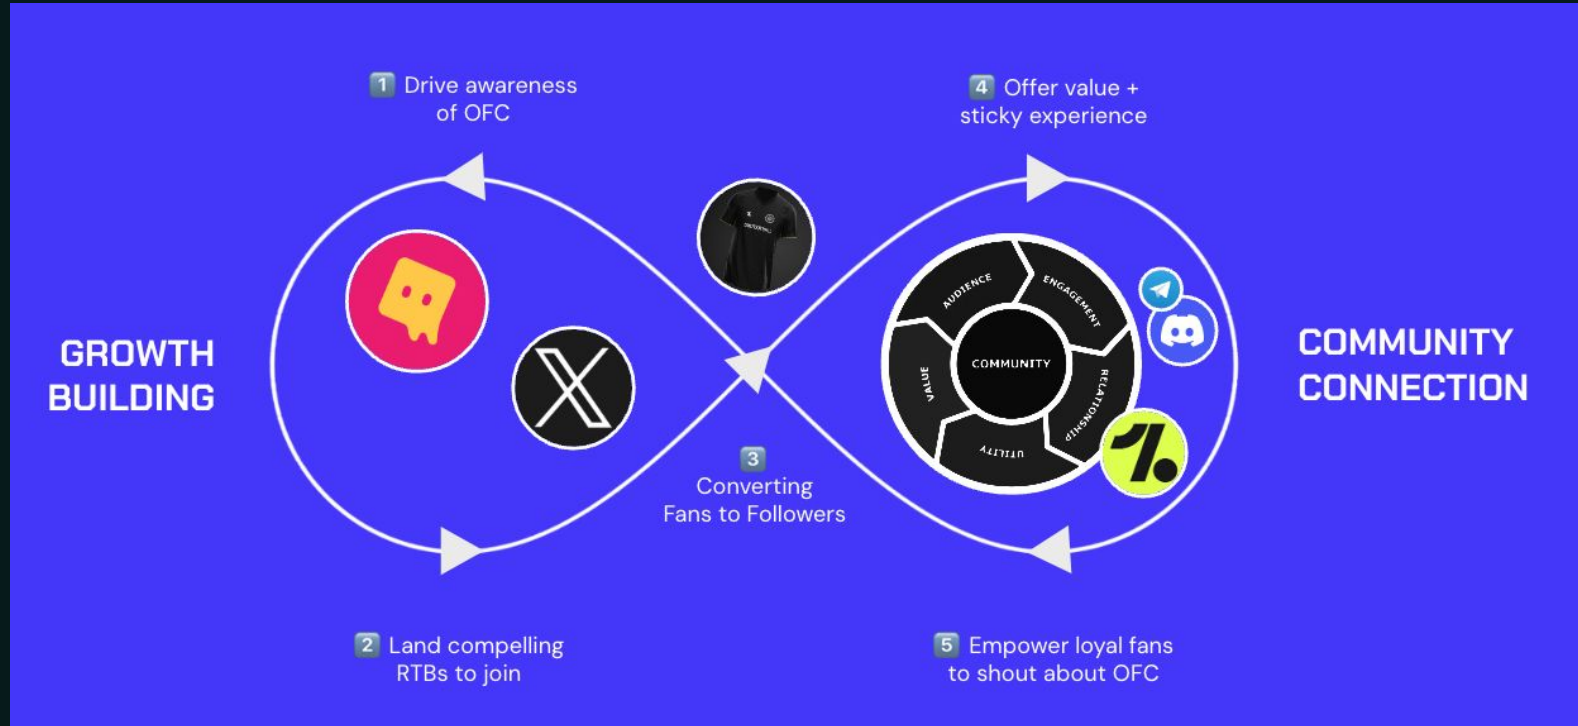 1 Drive awareness
of OFC
4 Offer value +
sticky experience
GROWTH
BUILDING
AUDIENCE
ENGAGEMENT
COMMUNITY
VALUE
RELATIONSHIP
UTILITY
COMMUNITY
CONNECTION
3
Converting
Fans to Followers
2 Land compelling
RTBs to join
5 Empower loyal fans
to shout about OFC